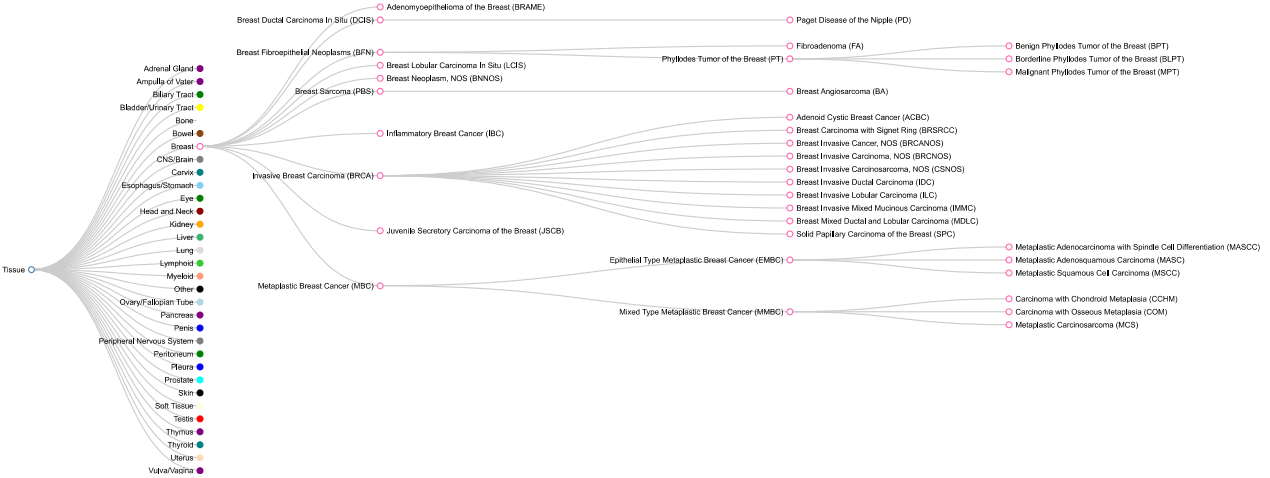 Tissue
Adrenal Gland
Ampulla of Vater
Biliary Tract
Bladder/Urinary Tract
Bone
Bowel
Breast
CNS/Brain
Cervix
Esophagus/Stomach
Eye
Head and Neck
Kidney
Liver
Lung
Lymphoid
Myeloid
Other
Ovary/Fallopian Tube
Pancreas
Penis
Peripheral Nervous System
Peritoneum
Pleura
Prostate
Skin
Soft Tissue
Testis
Thymus
Thyroid
Uterus
Vulva/Vagina
Adenomyoepithelioma of the Breast (BRAME)
Breast Ductal Carcinoma In Situ (DCIS)
Breast Fibroepithelial Neoplasms (BFN)
Breast Lobular Carcinoma In Situ (LCIS)
Breast Neoplasm, NOS (BNNOS)
Breast Sarcoma (PBS)
Inflammatory Breast Cancer (IBC)
Invasive Breast Carcinoma (BRCA)
Juvenile Secretory Carcinoma of the Breast (JSCB)
Metaplastic Breast Cancer (MBC)
Paget Disease of the Nipple (PD)
Fibroadenoma (FA)
Phyllodes Tumor of the Breast (PT)
Breast Angiosarcoma (BA)
Adenoid Cystic Breast Cancer (ACBC)
Breast Carcinoma with Signet Ring (BRSRCC)
Breast Invasive Cancer, NOS (BRCANOS)
Breast Invasive Carcinoma, NOS (BRCNOS)
Breast Invasive Carcinosarcoma, NOS (CSNOS)
Breast Invasive Ductal Carcinoma (IDC)
Breast Invasive Lobular Carcinoma (ILC)
Breast Invasive Mixed Mucinous Carcinoma (IMMC)
Breast Mixed Ductal and Lobular Carcinoma (MDLC)
Solid Papillary Carcinoma of the Breast (SPC)
Epithelial Type Metaplastic Breast Cancer (EMBC)
Mixed Type Metaplastic Breast Cancer (MMBC)
Benign Phyllodes Tumor of the Breast (BPT)
Borderline Phyllodes Tumor of the Breast (BLPT)
Malignant Phyllodes Tumor of the Breast (MPT)
Metaplastic Adenocarcinoma with Spindle Cell Differentiation (MASCC)
Metaplastic Adenosquamous Carcinoma (MASC)
Metaplastic Squamous Cell Carcinoma (MSCC)
Carcinoma with Chondroid Metaplasia (CCHM)
Carcinoma with Osseous Metaplasia (COM)
Metaplastic Carcinosarcoma (MCS)